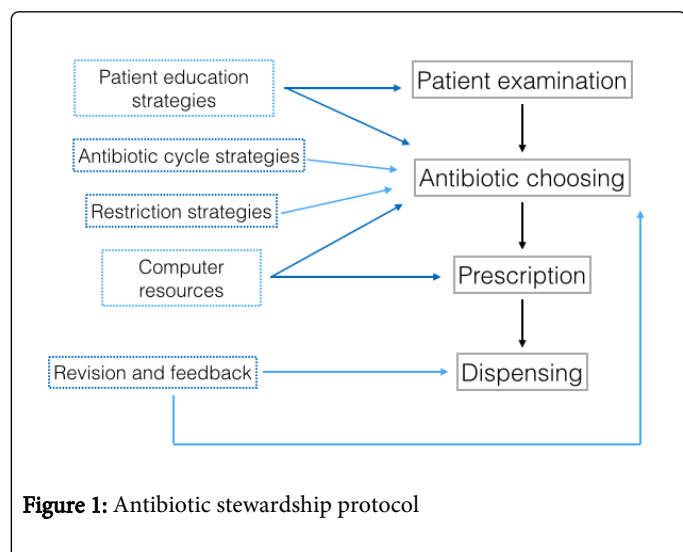 Patient education
strategies
Patient examination
Antibiotic cycle strategies
Antibiotic choosing
Restriction strategies
Computer
resources
Prescription
Revision and feedback
Dispensing
Figure 1: Antibiotic stewardship protocol